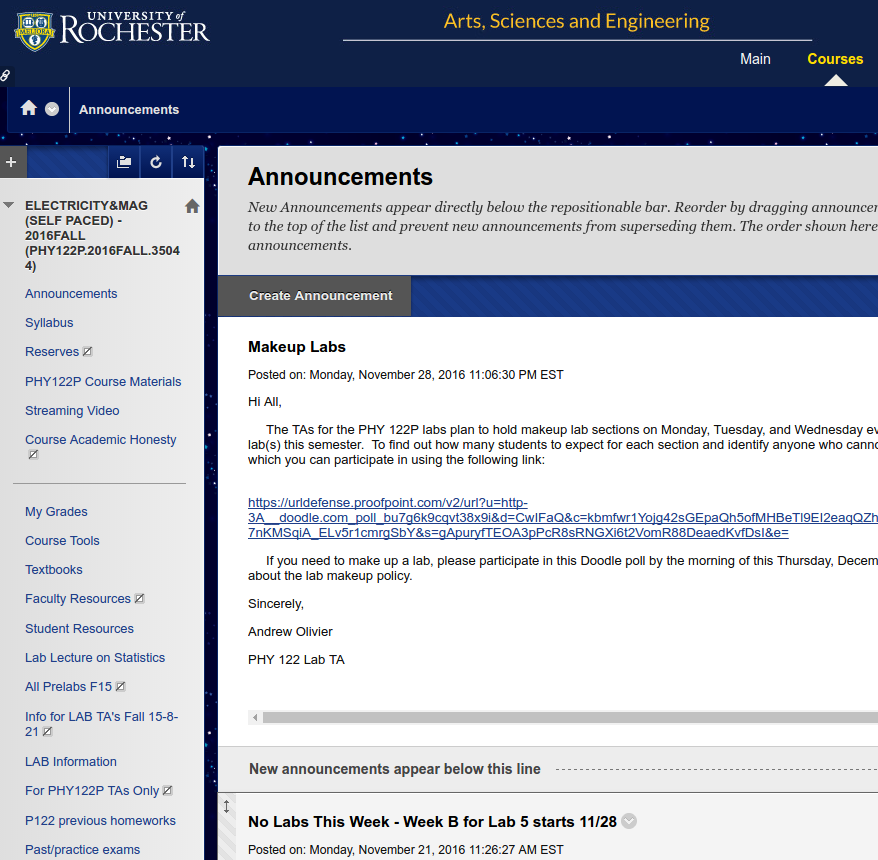 UNIVERSITY of
ROCHESTER
MELIORA
Arts, Sciences and Engineering
Main
Courses
Announcements
ELECTRICITY&MAG
(SELF PACED) -
2016FALL
(PHY122P.2016FALL.3504
4)
Announcements
Syllabus
Reserves
PHY122P Course Materials
Streaming Video
Course Academic Honesty
My Grades
Course Tools
Textbooks
Faculty Resources
Student Resources
Lab Lecture on Statistics
All Prelabs F15
Info for LAB TA's Fall 15-8-
21
LAB Information
For PHY122P TAs Only
P122 previous homeworks
Past/practice exams
Announcements
New Announcements appear directly below the repositionable bar. Reorder by dragging announcem
to the top of the list and prevent new announcements from superseding them. The order shown here
announcements.
Create Announcement
Makeup Labs
Posted on: Monday, November 28, 2016 11:06:30 PM EST
Hi All,
The TAs for the PHY 122P labs plan to hold makeup lab sections on Monday, Tuesday, and Wednesday ev
lab(s) this semester. To find out how many students to expect for each section and identify anyone who canno
which you can participate in using the following link:
https://urldefense.proofpoint.com/v2/url?u=http-
3A__doodle.com_poll_bu7g6k9cqvt38x9i&d=CwIFaQ&c=kbmfwr1Yojg42sGEpaQh5ofMHBeTl9EI2eaqQZh
7nKMSqiA_ELv5r1cmrgSbY&s=gApuryfTEOA3pPcR8sRNGXi6t2VomR88DeaedKvfDsI&e=
If you need to make up a lab, please participate in this Doodle poll by the morning of this Thursday, Decem
about the lab makeup policy.
Sincerely,
Andrew Olivier
PHY 122 Lab TA
New announcements appear below this line
No Labs This Week - Week B for Lab 5 starts 11/28
Posted on: Monday, November 21, 2016 11:26:27 AM EST